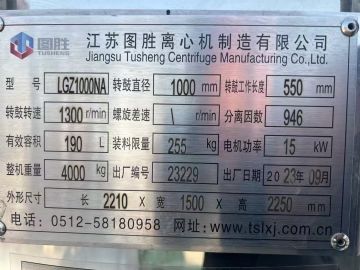 图胜
江苏图胜离心机制造有限公司
Jiangsu Tusheng Centrifuge Manufacturing Co.,Ltd.
型号 LGZ1000NA 转鼓直径 1000 mm 转鼓工作长度 550 mm
转鼓转速 1300 r/min 螺旋差速 \ r/min 分离因数 946
有效容积 190 L 装料限量 255 kg 电机功率 15 kW
整机重量 4000 kg 出厂编号 23229 出厂日期 2023年09月
外形尺寸 长 2210 × 宽 1500 × 高 2250 mm
电话：0512-58180958 网址：www.tslxj.com.cn